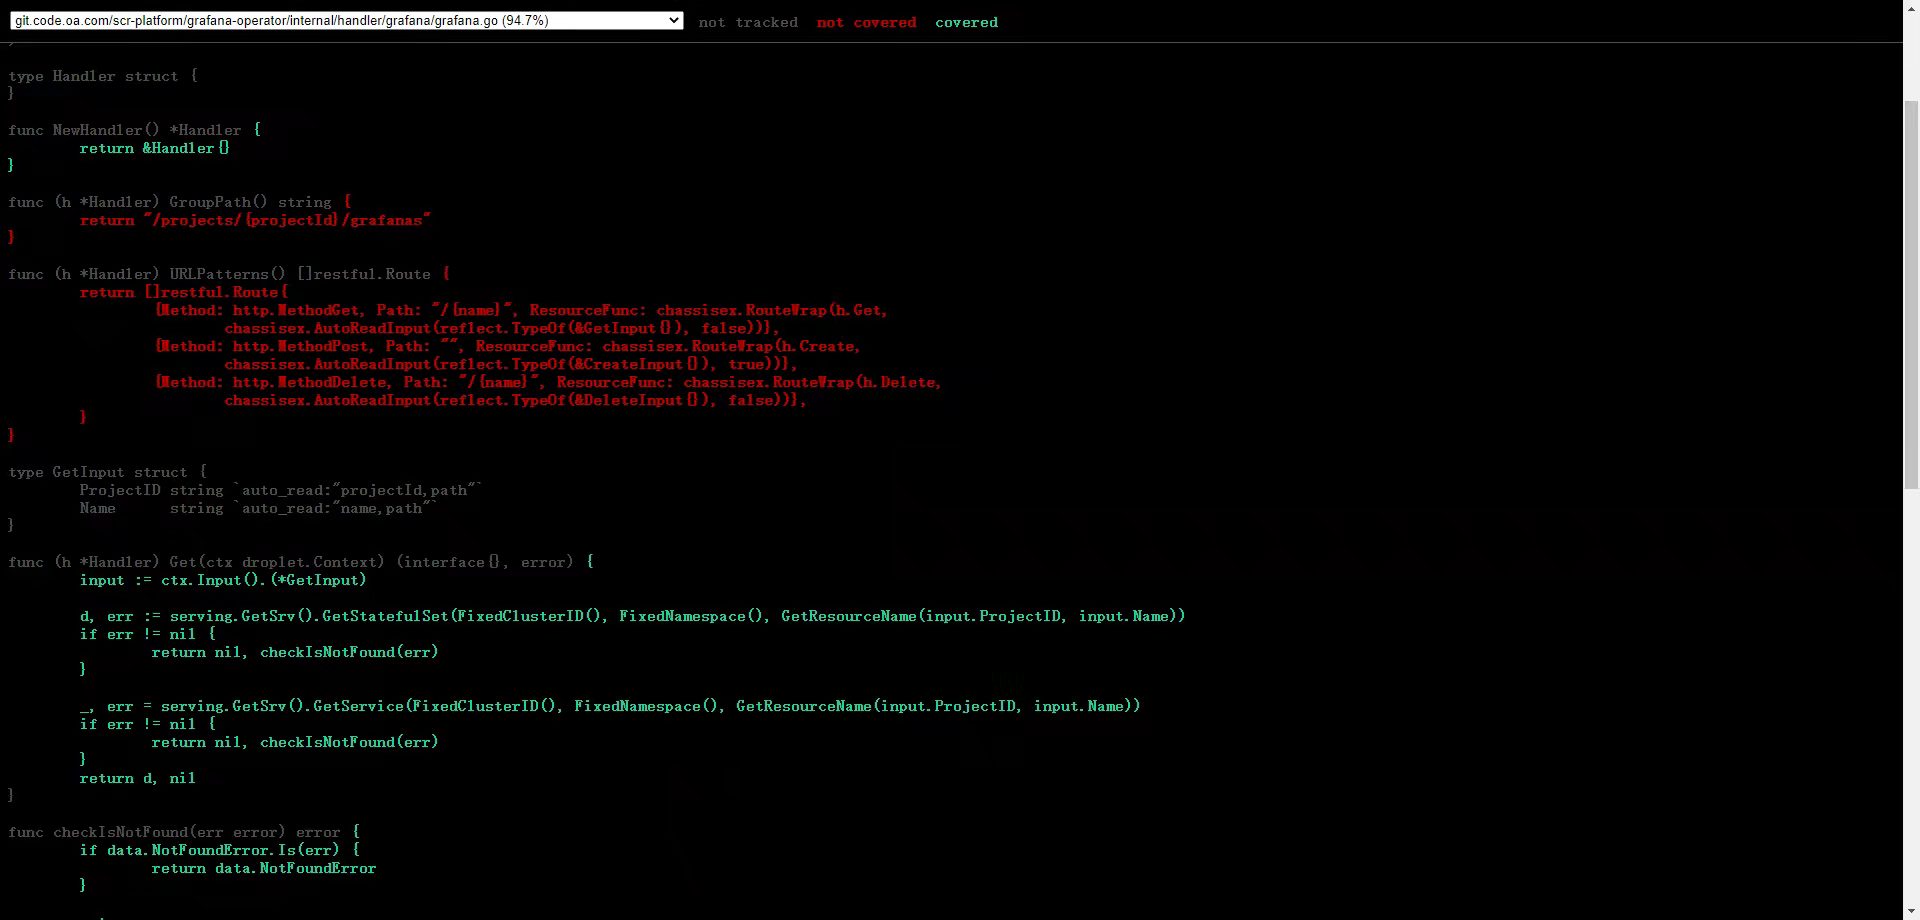 git.code.oa.com/scr-platform/grafana-operator/internal/handler/grafana/grafana.go (94.7%) not tracked not covered covered
type Handler struct {
}
func NewHandler() *Handler {
return &Handler{}
}
func (h *Handler) GroupPath() string {
return "/projects/{projectId}/grafanas"
}
func (h *Handler) URLPatterns() []restful.Route {
return []restful.Route{
{Method: http.MethodGet, Path: "/{name}", ResourceFunc: chassisex.RouteWrap(h.Get,
chassisex.AutoReadInput(reflect.TypeOf(&GetInput{}), false))},
{Method: http.MethodPost, Path: "", ResourceFunc: chassisex.RouteWrap(h.Create,
chassisex.AutoReadInput(reflect.TypeOf(&CreateInput{}), true))},
{Method: http.MethodDelete, Path: "/{name}", ResourceFunc: chassisex.RouteWrap(h.Delete,
chassisex.AutoReadInput(reflect.TypeOf(&DeleteInput{}), false))},
}
}
type GetInput struct {
ProjectID string `auto_read:"projectId,path"`
Name string `auto_read:"name,path"`
}
func (h *Handler) Get(ctx droplet.Context) (interface{}, error) {
input := ctx.Input().(*GetInput)
d, err := serving.GetSrv().GetStatefulSet(FixedClusterID(), FixedNamespace(), GetResourceName(input.ProjectID, input.Name))
if err != nil {
return nil, checkIsNotFound(err)
}
_, err = serving.GetSrv().GetService(FixedClusterID(), FixedNamespace(), GetResourceName(input.ProjectID, input.Name))
if err != nil {
return nil, checkIsNotFound(err)
}
return d, nil
}
func checkIsNotFound(err error) error {
if data.NotFoundError.Is(err) {
return data.NotFoundError
}